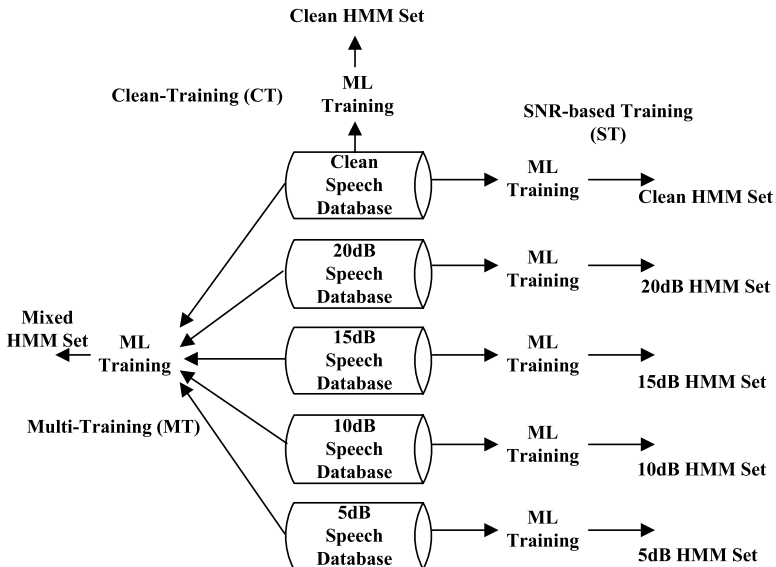 Clean HMM Set
Clean-Training (CT)
ML
Training
SNR-based Training
(ST)
Clean
Speech
Database
ML
Training
Clean HMM Set
20dB
Speech
Database
ML
Training
20dB HMM Set
Mixed
HMM Set
ML
Training
15dB
Speech
Database
ML
Training
15dB HMM Set
Multi-Training (MT)
10dB
Speech
Database
ML
Training
10dB HMM Set
5dB
Speech
Database
ML
Training
5dB HMM Set